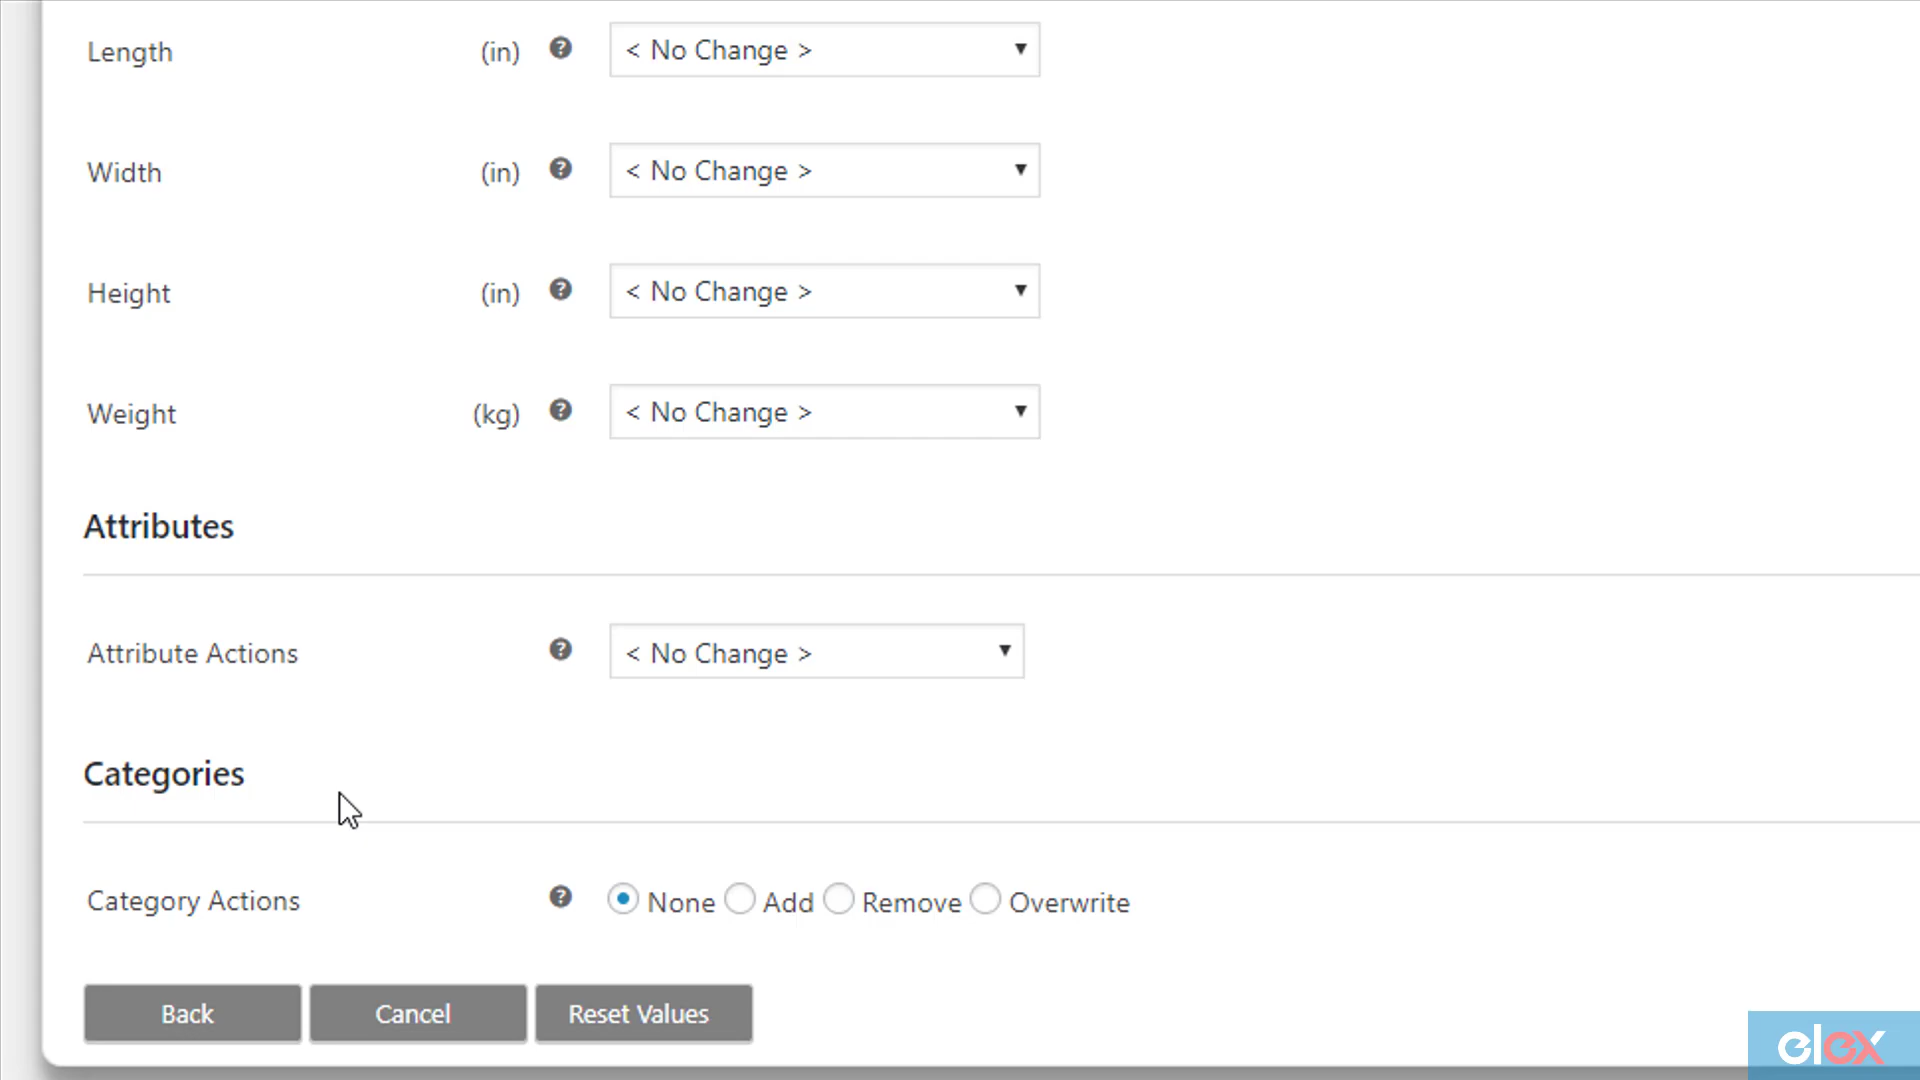 Length (in) ? < No Change >
Width (in) ? < No Change >
Height (in) ? < No Change >
Weight (kg) ? < No Change >
Attributes
Attribute Actions ? < No Change >
Categories
Category Actions ? None Add Remove Overwrite
Back Cancel Reset Values
elex